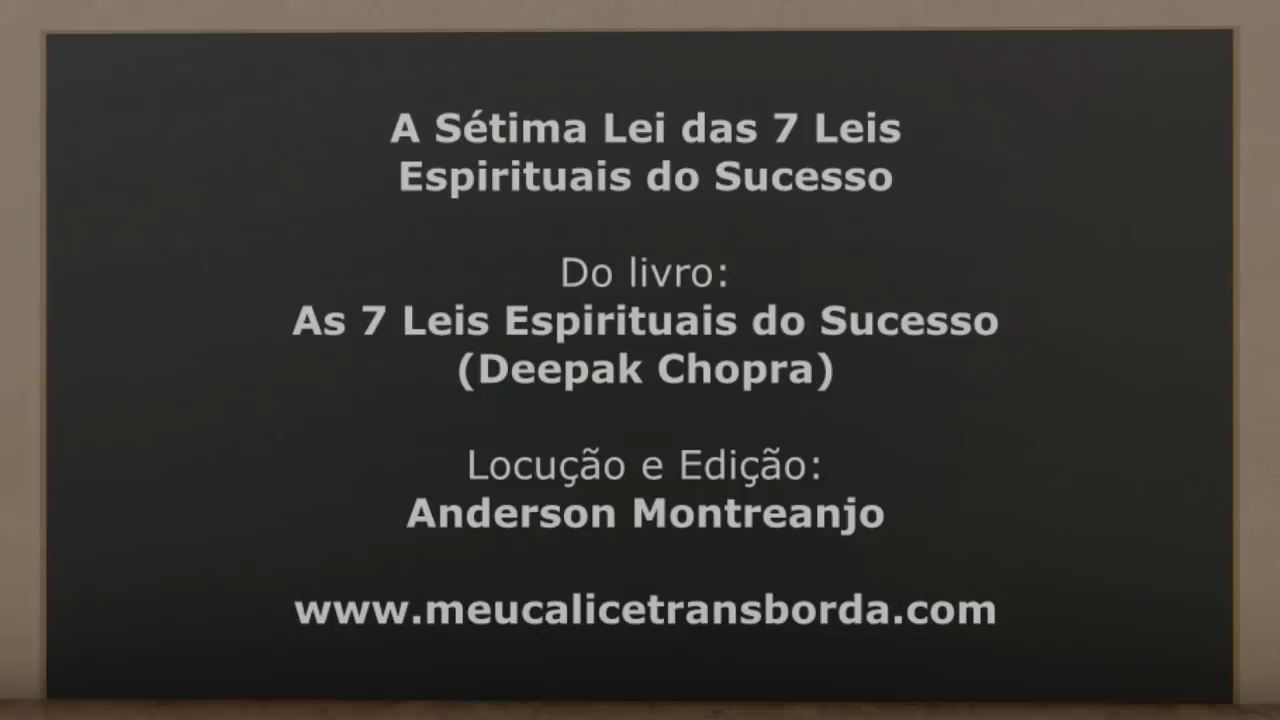 A Sétima Lei das 7 Leis
Espirituais do Sucesso
Do livro:
As 7 Leis Espirituais do Sucesso
(Deepak Chopra)
Locução e Edição:
Anderson Montreanjo
www.meucalicetransborda.com